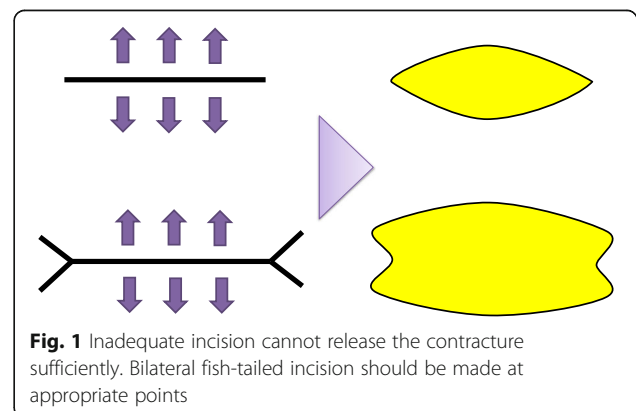 Fig. 1 Inadequate incision cannot release the contracture
sufficiently. Bilateral fish-tailed incision should be made at
appropriate points